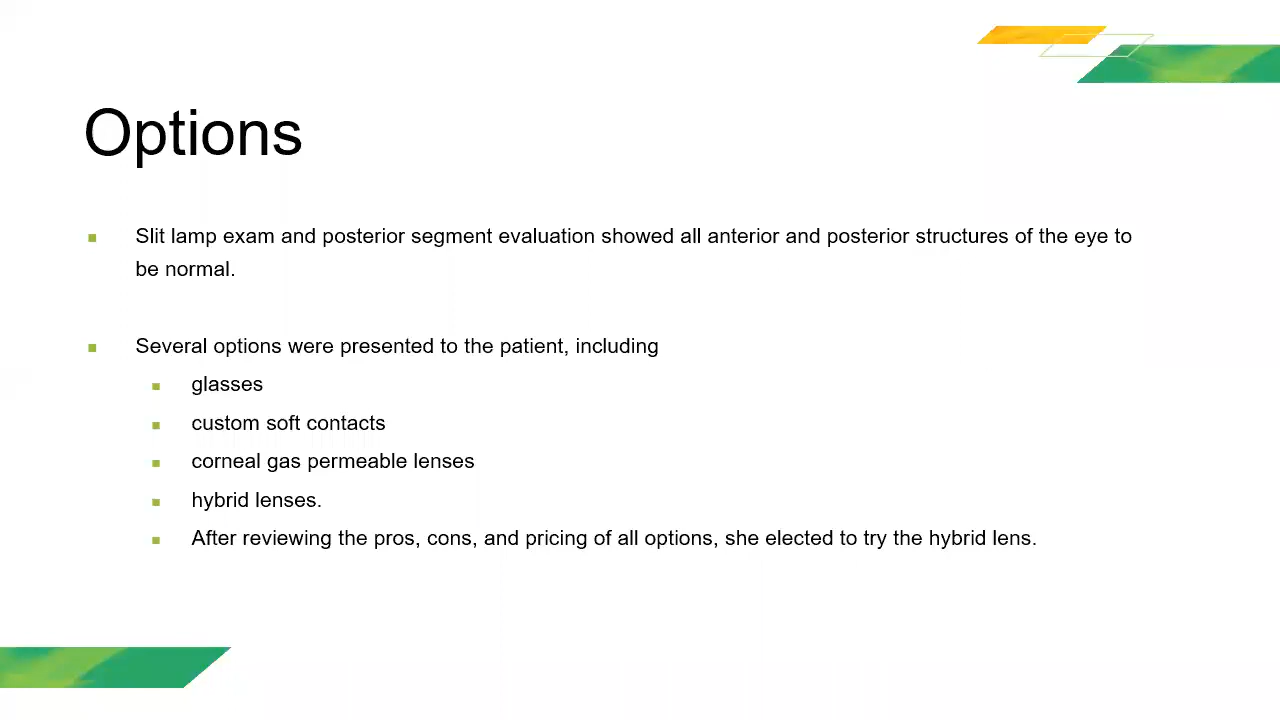 Options
Slit lamp exam and posterior segment evaluation showed all anterior and posterior structures of the eye to
be normal.
Several options were presented to the patient, including
glasses
custom soft contacts
corneal gas permeable lenses
hybrid lenses.
After reviewing the pros, cons, and pricing of all options, she elected to try the hybrid lens.